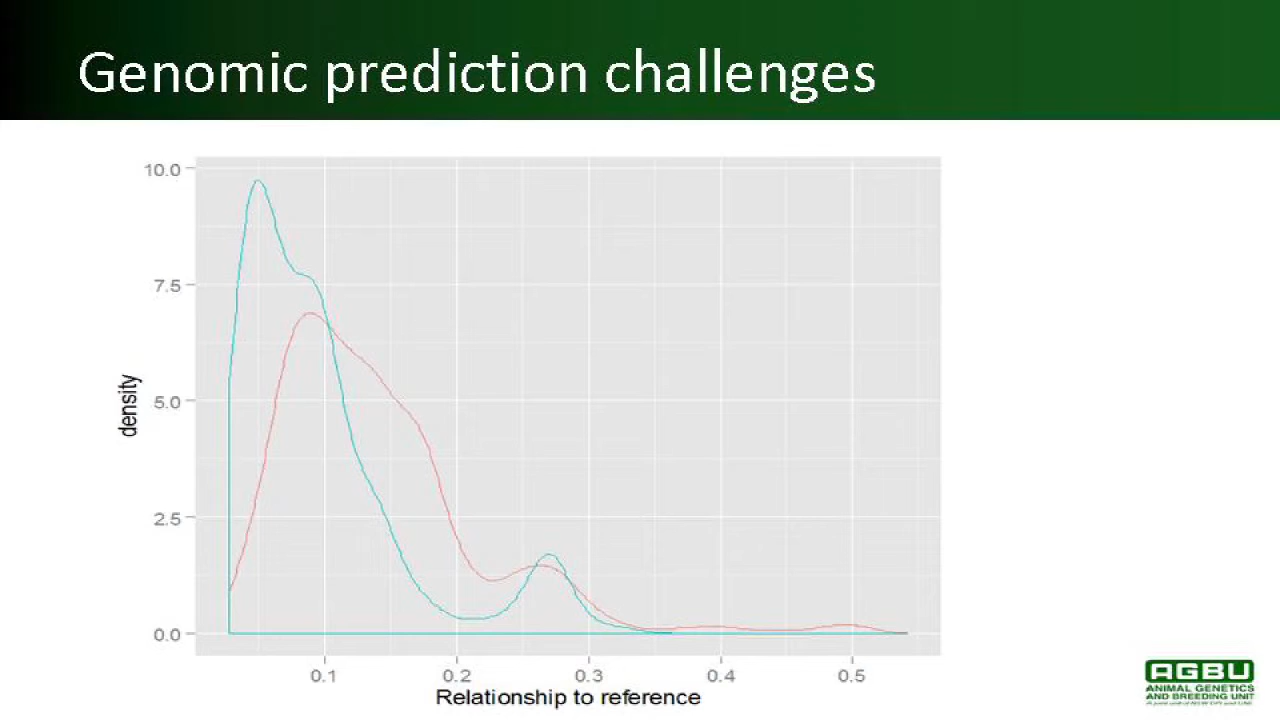 Genomic prediction challenges
10.0
7.5
5.0
2.5
0.0
density
0.1 0.2 0.3 0.4 0.5
Relationship to reference
AGBU
ANIMAL GENETICS
AND BREEDING UNIT